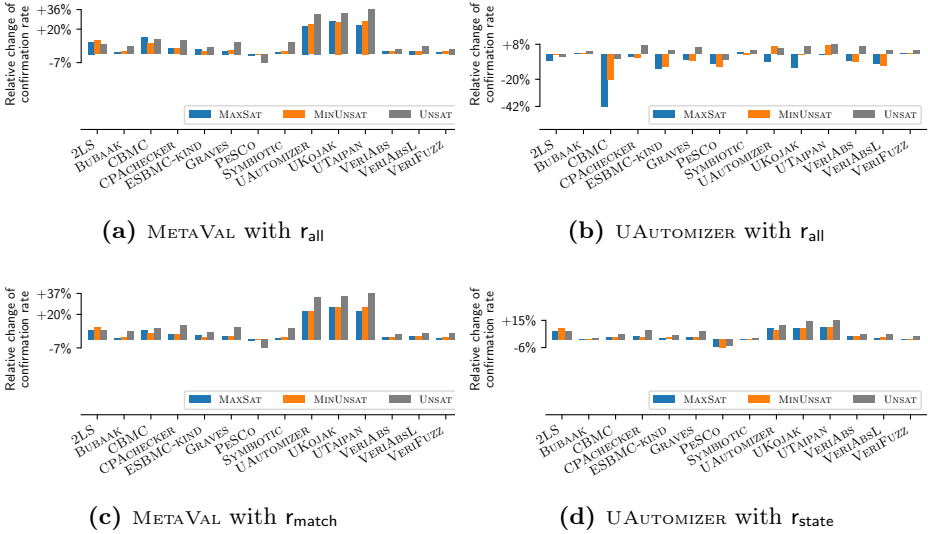 Relative change of
confirmation rate
+36%
+20%
-7%
MAXSAT MINUNSAT UNSAT
2LS
BUBAAK
CBMC
CPACHECKER
ESBMC-KIND
GRAVES
PESCO
SYMBIOTIC
UAUTOMIZER
UKOJAK
UTAIPAN
VERIABS
VERIABSL
VERIFUZZ
(a) METAVAL with r_all
Relative change of
confirmation rate
+8%
-20%
-42%
MAXSAT MINUNSAT UNSAT
2LS
BUBAAK
CBMC
CPACHECKER
ESBMC-KIND
GRAVES
PESCO
SYMBIOTIC
UAUTOMIZER
UKOJAK
UTAIPAN
VERIABS
VERIABSL
VERIFUZZ
(b) UAUTOMIZER with r_all
Relative change of
confirmation rate
+37%
+20%
-7%
MAXSAT MINUNSAT UNSAT
2LS
BUBAAK
CBMC
CPACHECKER
ESBMC-KIND
GRAVES
PESCO
SYMBIOTIC
UAUTOMIZER
UKOJAK
UTAIPAN
VERIABS
VERIABSL
VERIFUZZ
(c) METAVAL with r_match
Relative change of
confirmation rate
+15%
-6%
MAXSAT MINUNSAT UNSAT
2LS
BUBAAK
CBMC
CPACHECKER
ESBMC-KIND
GRAVES
PESCO
SYMBIOTIC
UAUTOMIZER
UKOJAK
UTAIPAN
VERIABS
VERIABSL
VERIFUZZ
(d) UAUTOMIZER with r_state